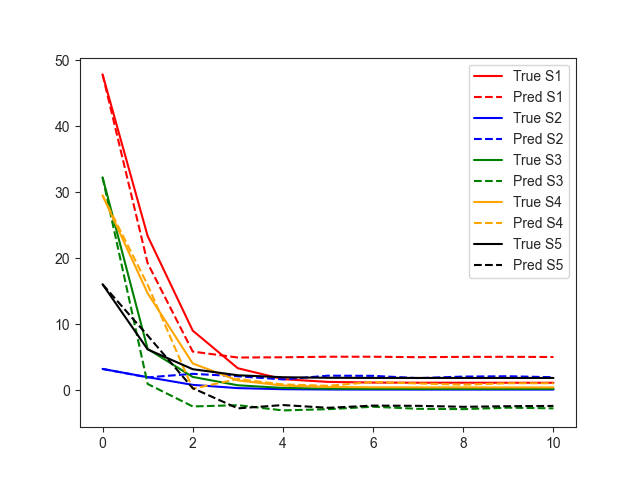 50
40
30
20
10
0
0
2
4
6
8
10
True S1
Pred S1
True S2
Pred S2
True S3
Pred S3
True S4
Pred S4
True S5
Pred S5